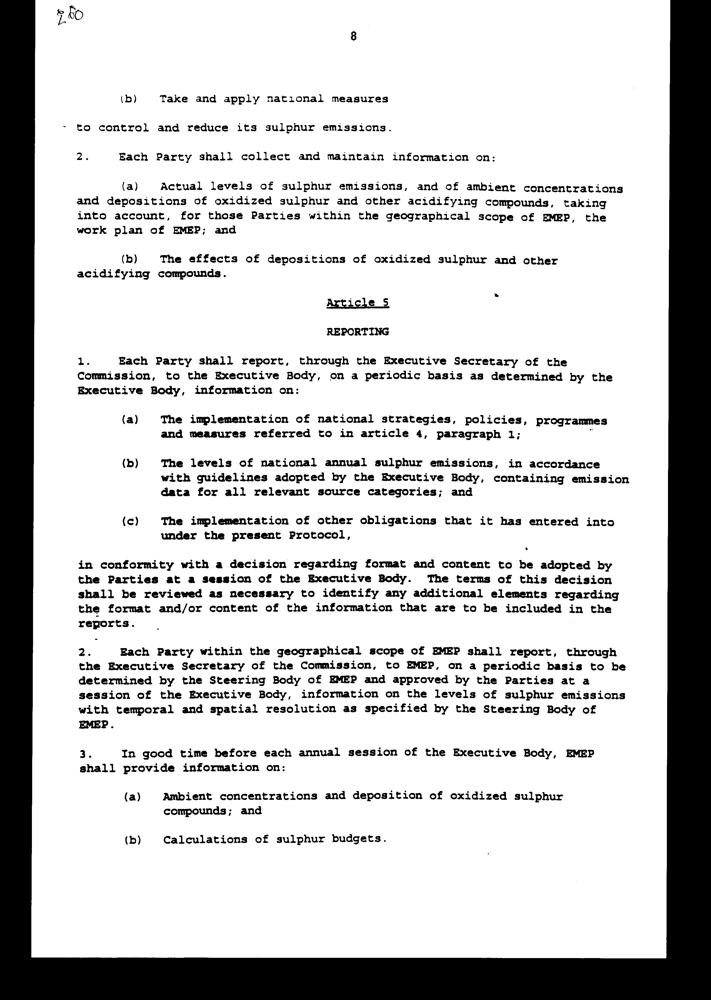 8
(b) Take and apply national measures
to control and reduce its sulphur emissions.
2. Each Party shall collect and maintain information on:
(a) Actual levels of sulphur emissions, and of ambient concentrations
and depositions of oxidized sulphur and other acidifying compounds, taking
into account, for those Parties within the geographical scope of EMEP, the
work plan of EMEP; and
(b) The effects of depositions of oxidized sulphur and other
acidifying compounds.
Article 5
REPORTING
1. Each Party shall report, through the Executive Secretary of the
Commission, to the Executive Body, on a periodic basis as determined by the
Executive Body, information on:
(a) The implementation of national strategies, policies, programmes
and measures referred to in article 4, paragraph 1;
(b) The levels of national annual sulphur emissions, in accordance
with guidelines adopted by the Executive Body, containing emission
data for all relevant source categories; and
(c) The implementation of other obligations that it has entered into
under the present Protocol,
in conformity with a decision regarding format and content to be adopted by
the Parties at a session of the Executive Body. The terms of this decision
shall be reviewed as necessary to identify any additional elements regarding
the format and/or content of the information that are to be included in the
reports.
2. Each Party within the geographical scope of EMEP shall report, through
the Executive Secretary of the Commission, to EMEP, on a periodic basis to be
determined by the Steering Body of EMEP and approved by the Parties at a
session of the Executive Body, information on the levels of sulphur emissions
with temporal and spatial resolution as specified by the Steering Body of
EMEP.
3. In good time before each annual session of the Executive Body, EMEP
shall provide information on:
(a) Ambient concentrations and deposition of oxidized sulphur
compounds; and
(b) Calculations of sulphur budgets.